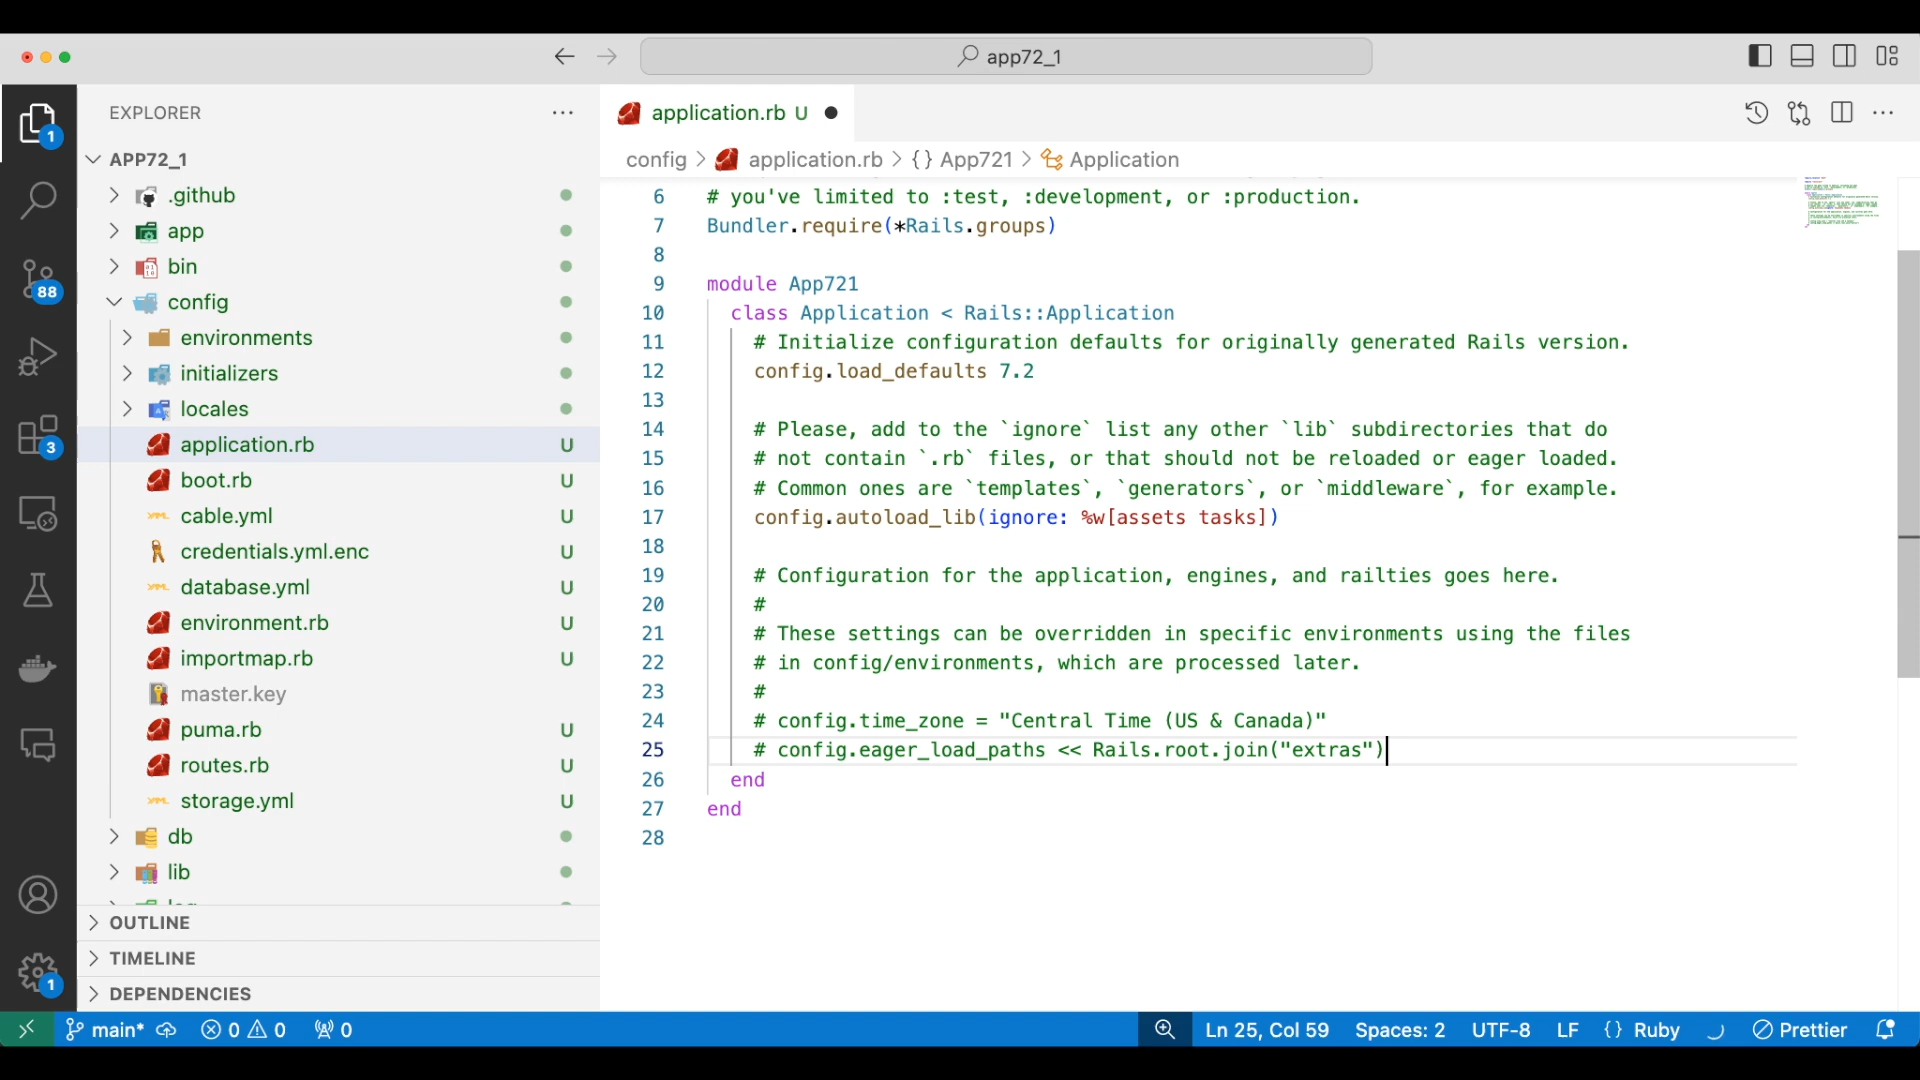 app72_1
EXPLORER
application.rb U
APP72_1
config > application.rb > {} App721 > Application
.github
app
bin
config
environments
initializers
locales
application.rb U
boot.rb U
cable.yml U
credentials.yml.enc U
database.yml U
environment.rb U
importmap.rb U
master.key
puma.rb U
routes.rb U
storage.yml U
db
lib
OUTLINE
TIMELINE
DEPENDENCIES
1
88
3
1
6 # you've limited to :test, :development, or :production.
7 Bundler.require(*Rails.groups)
8
9 module App721
10 class Application < Rails::Application
11 # Initialize configuration defaults for originally generated Rails version.
12 config.load_defaults 7.2
13
14 # Please, add to the `ignore` list any other `lib` subdirectories that do
15 # not contain `.rb` files, or that should not be reloaded or eager loaded.
16 # Common ones are `templates`, `generators`, or `middleware`, for example.
17 config.autoload_lib(ignore: %w[assets tasks])
18
19 # Configuration for the application, engines, and railties goes here.
20 #
21 # These settings can be overridden in specific environments using the files
22 # in config/environments, which are processed later.
23 #
24 # config.time_zone = "Central Time (US & Canada)"
25 # config.eager_load_paths << Rails.root.join("extras")
26 end
27 end
28
main* 0 0 0 Ln 25, Col 59 Spaces: 2 UTF-8 LF {} Ruby Prettier